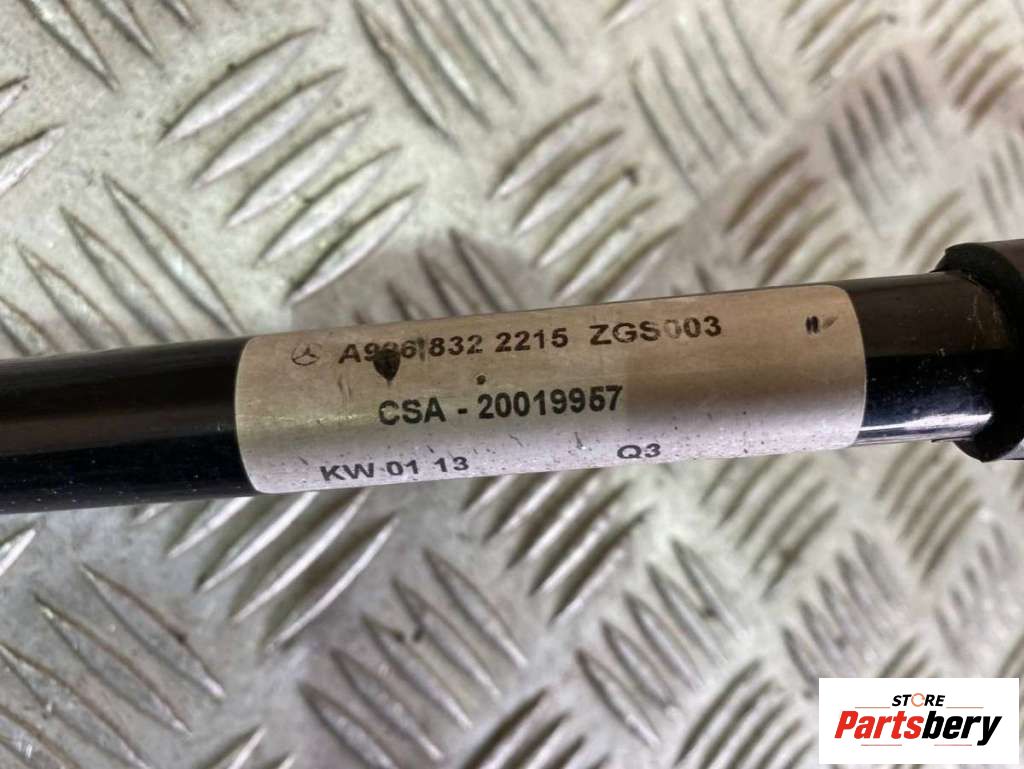 832 2215 ZGS003
CSA - 20019957
KW 01 13 Q3
STORE
Partsbery